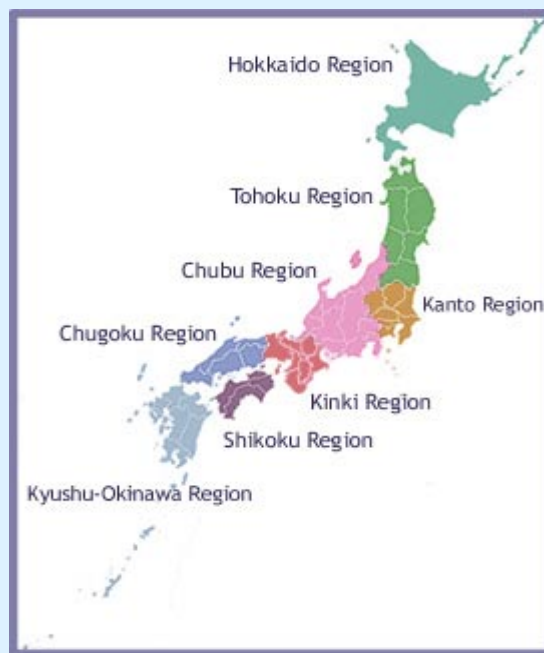 Hokkaido Region
Tohoku Region
Chubu Region
Kanto Region
Chugoku Region
Kinki Region
Shikoku Region
Kyushu-Okinawa Region